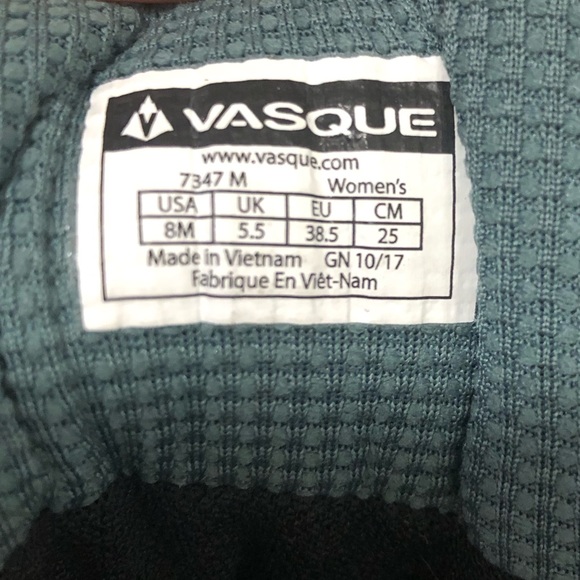 VASQUE
www.vasque.com
7347 M Women's
USA UK EU CM
8M 5.5 38.5 25
Made in Vietnam GN 10/17
Fabrique En Viêt-Nam